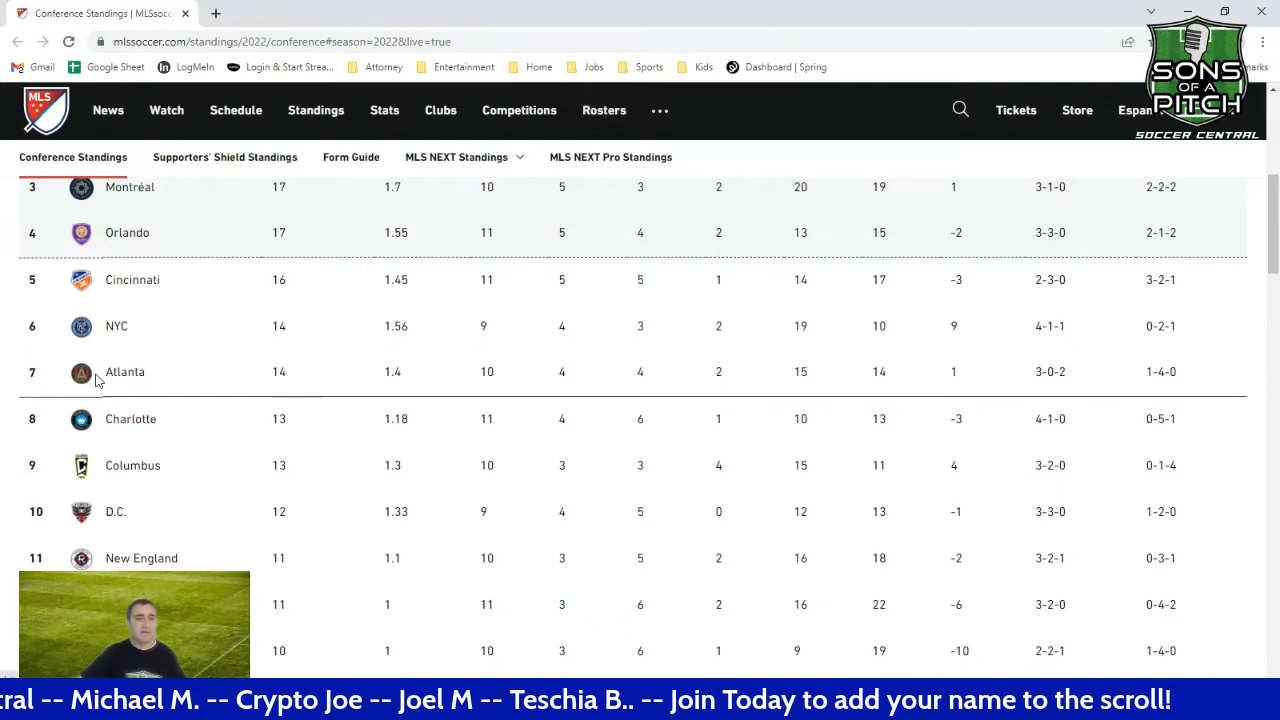 Conference Standings | MLSsocc
mlssoccer.com/standings/2022/conference#season=2022&live=true
Gmail Google Sheet LogMeIn Login & Start Strea... Attorney Entertainment Home Jobs Sports Kids Dashboard | Spring
SONS
OF A
PITCH
SOCCER CENTRAL
MLS News Watch Schedule Standings Stats Clubs Competitions Rosters ... Tickets Store
Conference Standings Supporters' Shield Standings Form Guide MLS NEXT Standings MLS NEXT Pro Standings
3 Montréal 17 1.7 10 5 3 2 20 19 1 3-1-0 2-2-2
4 Orlando 17 1.55 11 5 4 2 13 15 -2 3-3-0 2-1-2
5 Cincinnati 16 1.45 11 5 5 1 14 17 -3 2-3-0 3-2-1
6 NYC 14 1.56 9 4 3 2 19 10 9 4-1-1 0-2-1
7 Atlanta 14 1.4 10 4 4 2 15 14 1 3-0-2 1-4-0
8 Charlotte 13 1.18 11 4 6 1 10 13 -3 4-1-0 0-5-1
9 Columbus 13 1.3 10 3 3 4 15 11 4 3-2-0 0-1-4
10 D.C. 12 1.33 9 4 5 0 12 13 -1 3-3-0 1-2-0
11 New England 11 1.1 10 3 5 2 16 18 -2 3-2-1 0-3-1
11 1 11 3 6 2 16 22 -6 3-2-0 0-4-2
10 1 10 3 6 1 9 19 -10 2-2-1 1-4-0
tral -- Michael M. -- Crypto Joe -- Joel M -- Teschia B.. -- Join Today to add your name to the scroll!